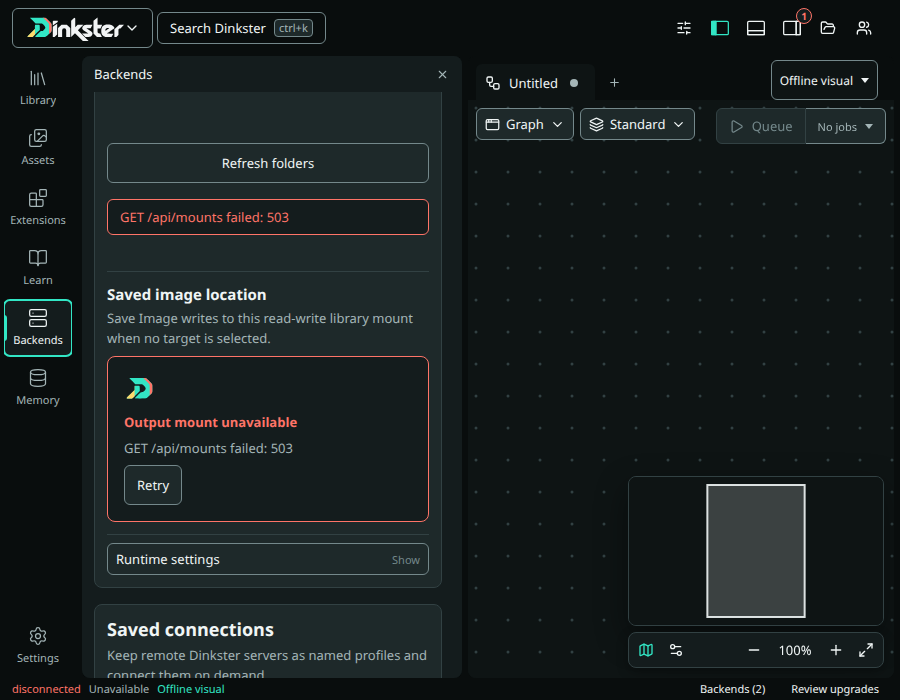 Dinkster
Search Dinkster ctrl+k
1
Library
Assets
Extensions
Learn
Backends
Memory
Settings
Backends
Refresh folders
GET /api/mounts failed: 503
Saved image location
Save Image writes to this read-write library mount
when no target is selected.
Output mount unavailable
GET /api/mounts failed: 503
Retry
Runtime settings Show
Saved connections
Keep remote Dinkster servers as named profiles and
connect them on demand
Untitled
Offline visual
Graph
Standard
Queue
No jobs
100%
disconnected Unavailable Offline visual
Backends (2) Review upgrades